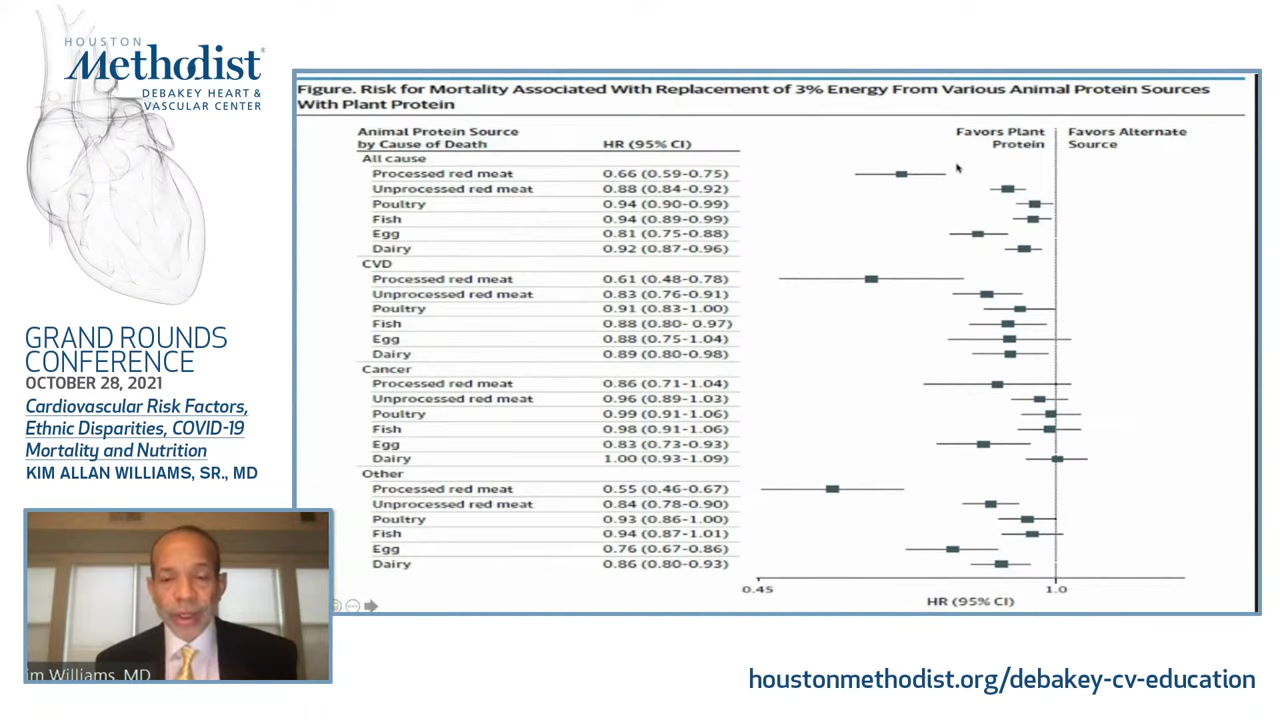 HOUSTON
Methodist®
DEBAKEY HEART &
VASCULAR CENTER
GRAND ROUNDS
CONFERENCE
OCTOBER 28, 2021
Cardiovascular Risk Factors,
Ethnic Disparities, COVID-19
Mortality and Nutrition
KIM ALLAN WILLIAMS, SR., MD
im Williams, MD
Figure. Risk for Mortality Associated With Replacement of 3% Energy From Various Animal Protein Sources
With Plant Protein
Animal Protein Source
by Cause of Death HR (95% CI)
Favors Plant
Protein
Favors Alternate
Source
All cause
Processed red meat 0.66 (0.59-0.75)
Unprocessed red meat 0.88 (0.84-0.92)
Poultry 0.94 (0.90-0.99)
Fish 0.94 (0.89-0.99)
Egg 0.81 (0.75-0.88)
Dairy 0.92 (0.87-0.96)
CVD
Processed red meat 0.61 (0.48-0.78)
Unprocessed red meat 0.83 (0.76-0.91)
Poultry 0.91 (0.83-1.00)
Fish 0.88 (0.80- 0.97)
Egg 0.88 (0.75-1.04)
Dairy 0.89 (0.80-0.98)
Cancer
Processed red meat 0.86 (0.71-1.04)
Unprocessed red meat 0.96 (0.89-1.03)
Poultry 0.99 (0.91-1.06)
Fish 0.98 (0.91-1.06)
Egg 0.83 (0.73-0.93)
Dairy 1.00 (0.93-1.09)
Other
Processed red meat 0.55 (0.46-0.67)
Unprocessed red meat 0.84 (0.78-0.90)
Poultry 0.93 (0.86-1.00)
Fish 0.94 (0.87-1.01)
Egg 0.76 (0.67-0.86)
Dairy 0.86 (0.80-0.93)
0.45 1.0
HR (95% CI)
houstonmethodist.org/debakey-cv-education